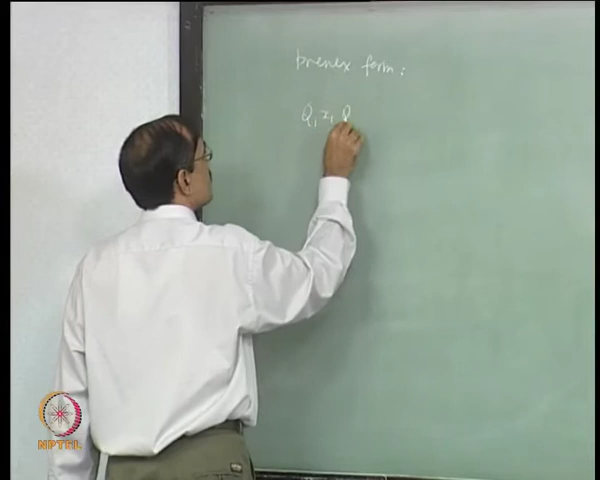 prenex form :
Q₁ x₁ Q
NPTEL